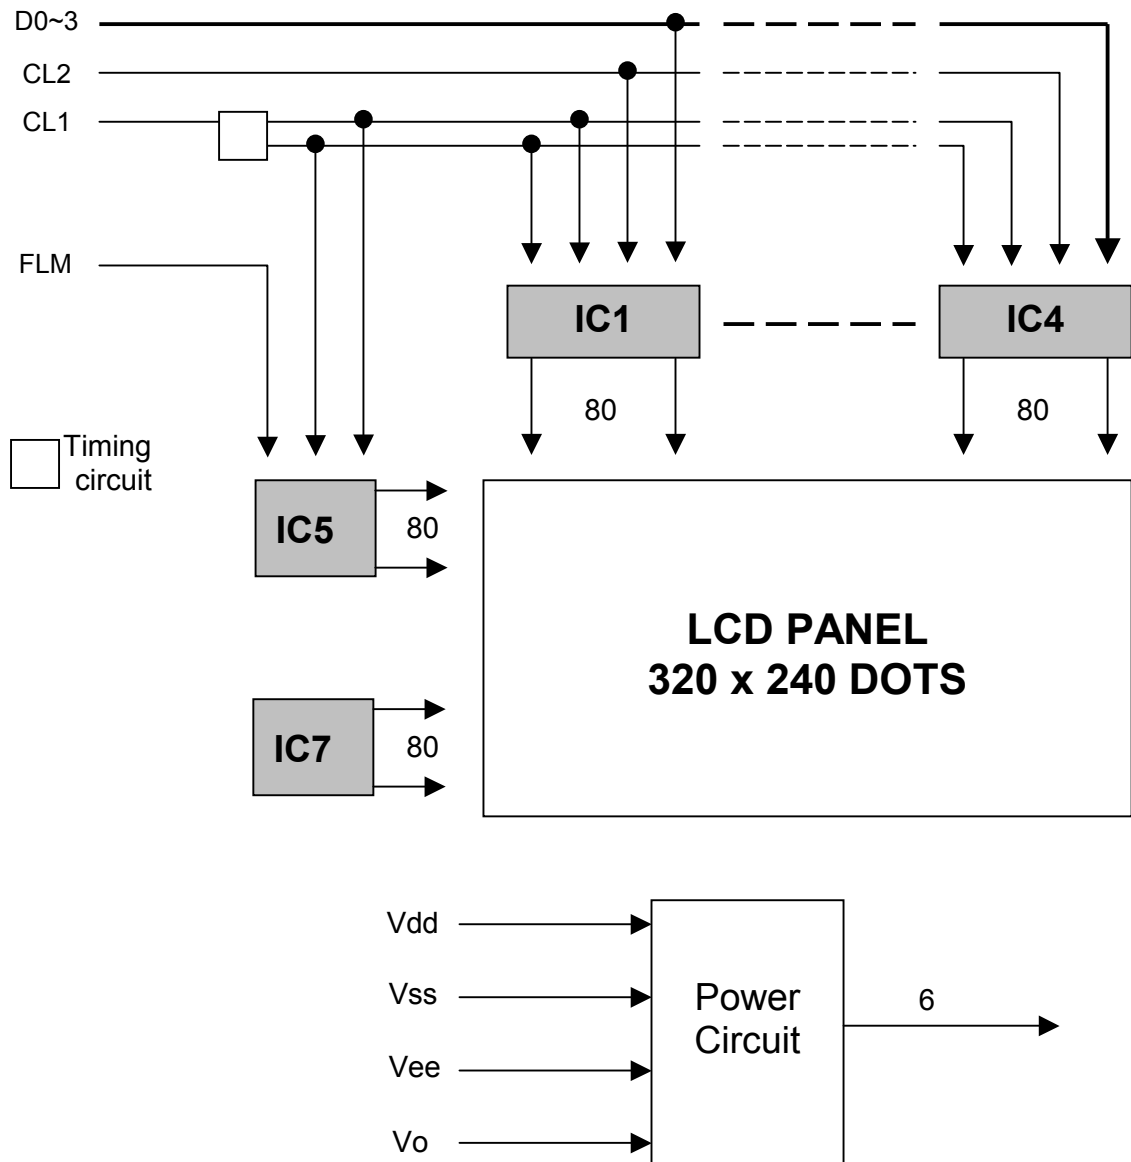 D0~3
CL2
CL1
FLM
IC1
IC4
80
80
Timing
circuit
IC5
80
LCD PANEL
320 x 240 DOTS
IC7
80
Vdd
Vss
Vee
Vo
Power
Circuit
6